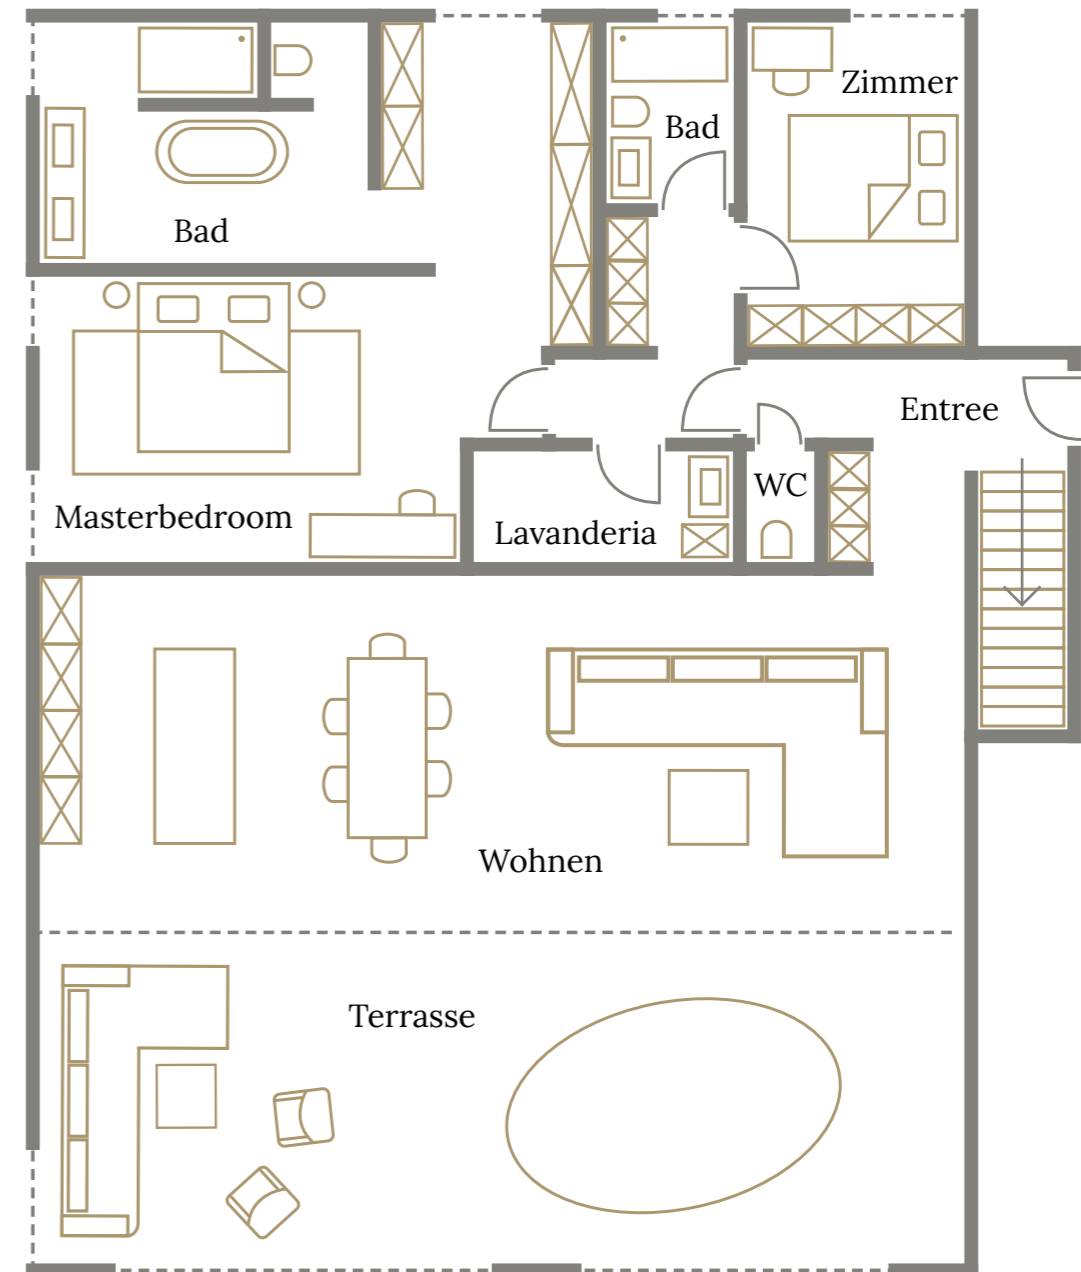 Zimmer
Bad
Bad
Entree
WC
Masterbedroom
Lavanderia
Wohnen
Terrasse